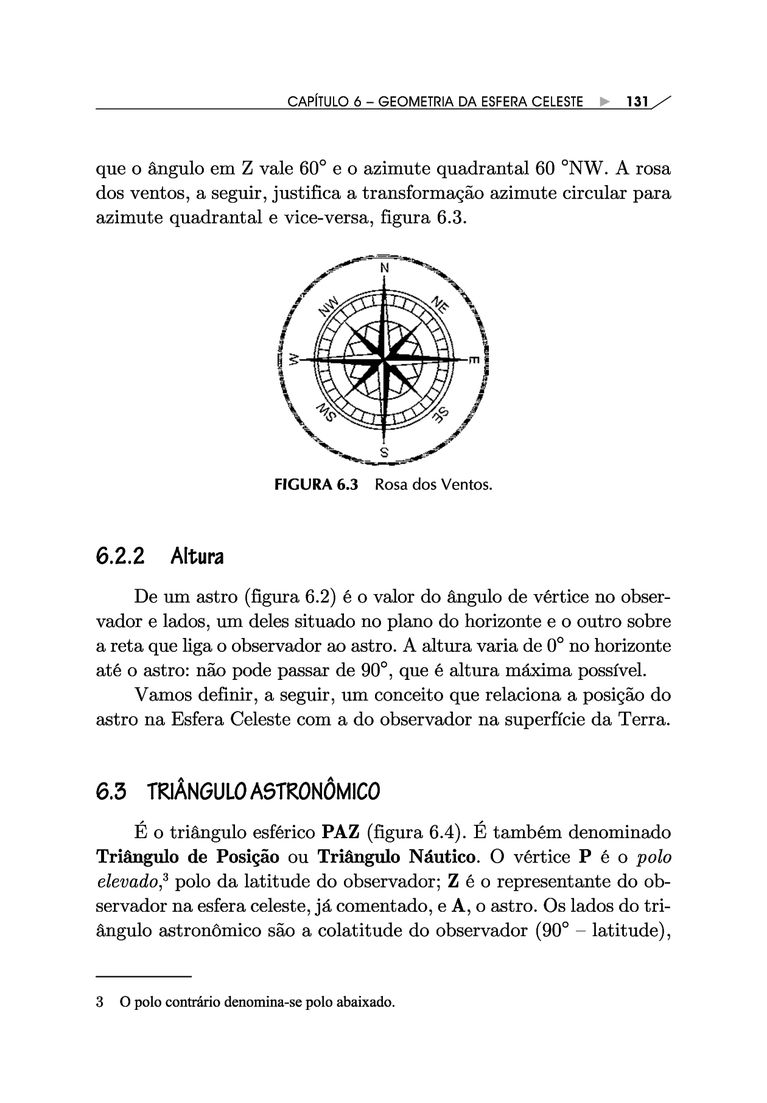 CAPÍTULO 6 – GEOMETRIA DA ESFERA CELESTE ▶ 131
que o ângulo em Z vale 60° e o azimute quadrantal 60 °NW. A rosa
dos ventos, a seguir, justifica a transformação azimute circular para
azimute quadrantal e vice-versa, figura 6.3.
N
NW NE
W E
SW SE
S
FIGURA 6.3 Rosa dos Ventos.
6.2.2 Altura
De um astro (figura 6.2) é o valor do ângulo de vértice no obser-
vador e lados, um deles situado no plano do horizonte e o outro sobre
a reta que liga o observador ao astro. A altura varia de 0° no horizonte
até o astro: não pode passar de 90°, que é altura máxima possível.
Vamos definir, a seguir, um conceito que relaciona a posição do
astro na Esfera Celeste com a do observador na superfície da Terra.
6.3 TRIÂNGULO ASTRONÔMICO
É o triângulo esférico PAZ (figura 6.4). É também denominado
Triângulo de Posição ou Triângulo Náutico. O vértice P é o polo
elevado,³ polo da latitude do observador; Z é o representante do ob-
servador na esfera celeste, já comentado, e A, o astro. Os lados do tri-
ângulo astronômico são a colatitude do observador (90° – latitude),
3 O polo contrário denomina-se polo abaixado.